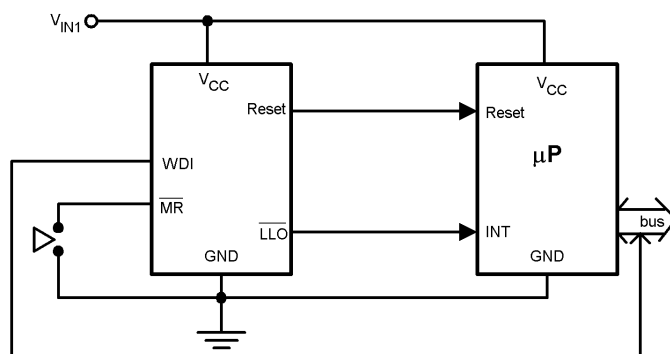 VIN1
VCC
VCC
Reset
Reset
μP
WDI
MR
bus
LLO
INT
GND
GND